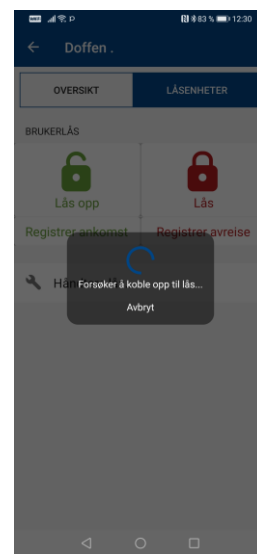 83 % 12:30
Doffen .
OVERSIKT
LÅSENHETER
BRUKERLÅS
Lås opp
Lås
Registrer ankomst
Registrer avreise
Forsøker å koble opp til lås...
Avbryt